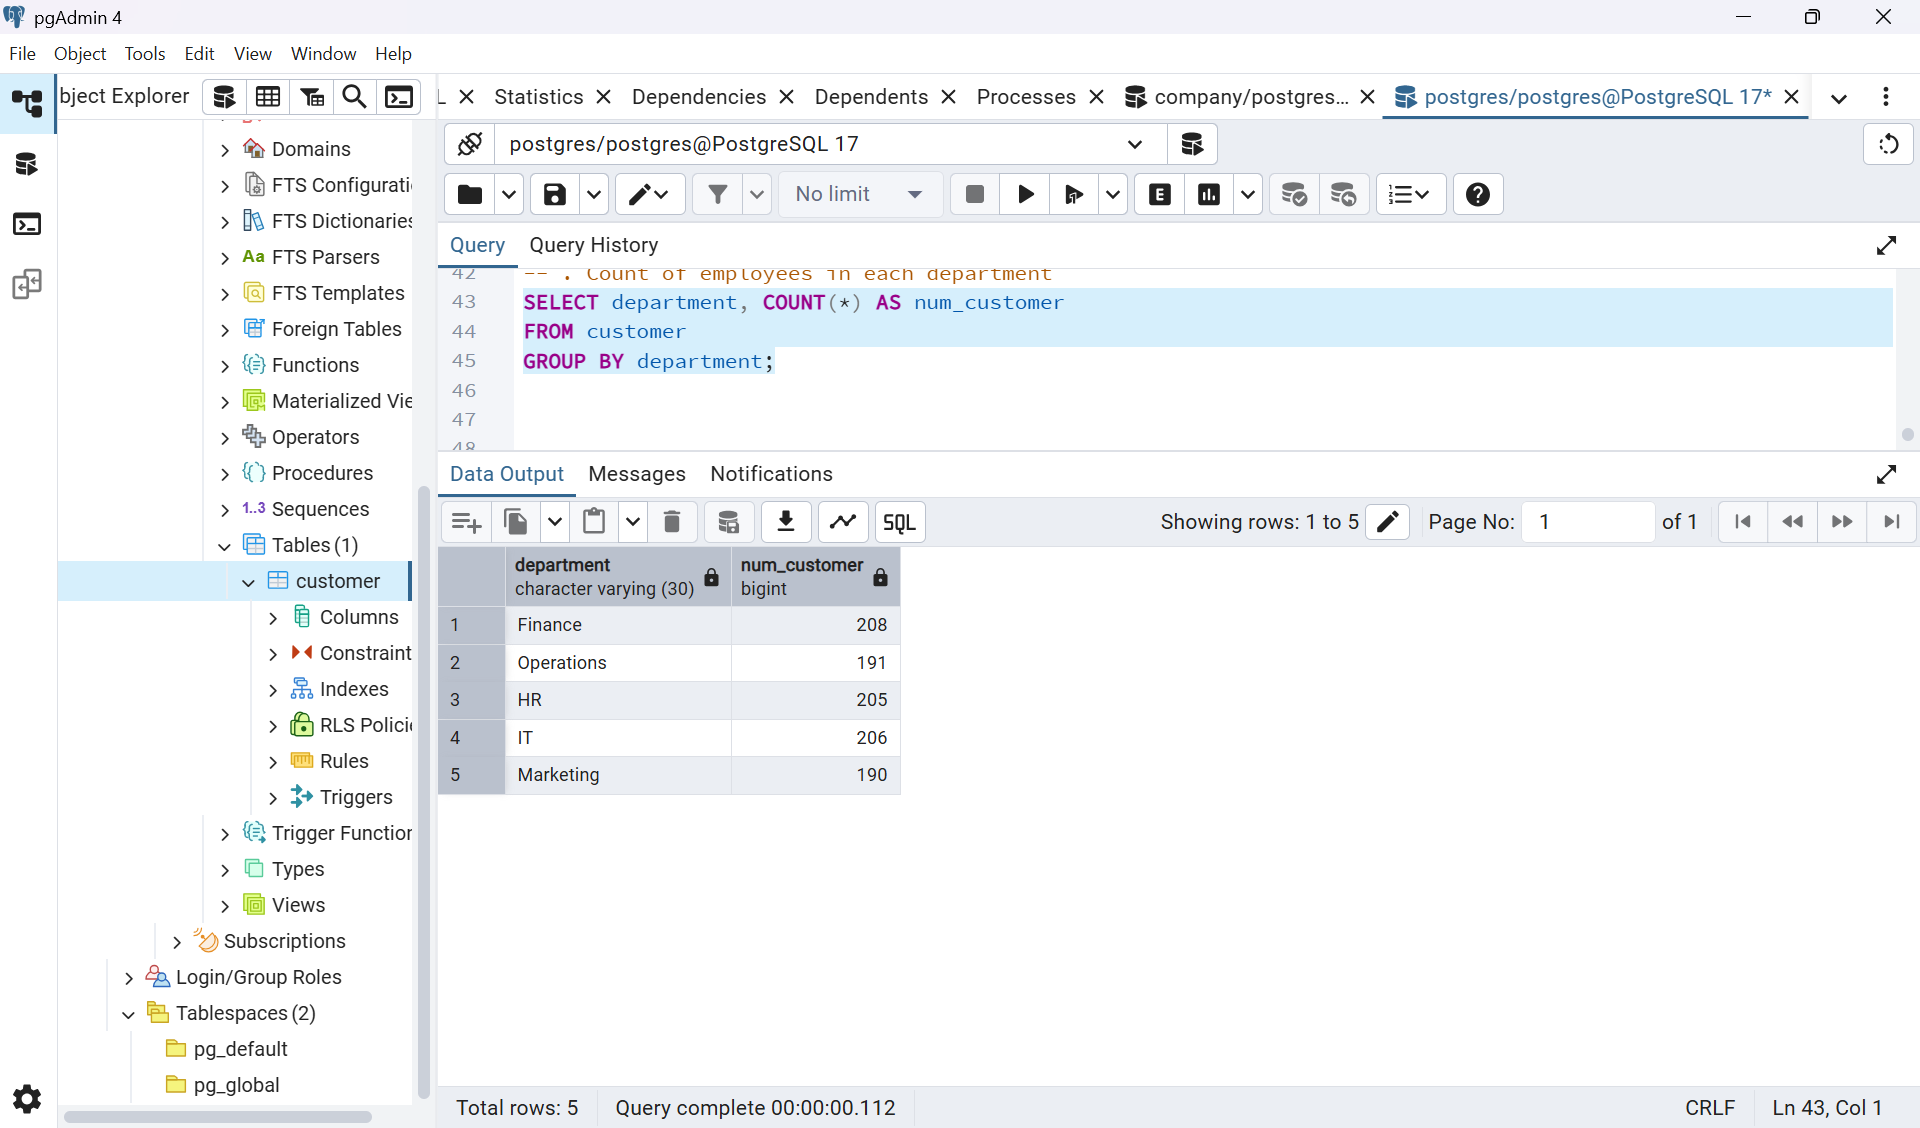 pgAdmin 4
File Object Tools Edit View Window Help
bject Explorer
Statistics Dependencies Dependents Processes company/postgres... postgres/postgres@PostgreSQL 17*
postgres/postgres@PostgreSQL 17
No limit
E
Query Query History
42 -- . Count of employees in each department
43 SELECT department, COUNT(*) AS num_customer
44 FROM customer
45 GROUP BY department;
46
47
48
Data Output Messages Notifications
SQL Showing rows: 1 to 5 Page No: 1 of 1
department character varying (30) num_customer bigint
1 Finance 208
2 Operations 191
3 HR 205
4 IT 206
5 Marketing 190
Total rows: 5 Query complete 00:00:00.112 CRLF Ln 43, Col 1
Domains
FTS Configurati
FTS Dictionaries
Aa FTS Parsers
FTS Templates
Foreign Tables
Functions
Materialized Vie
Operators
Procedures
1..3 Sequences
Tables (1)
customer
Columns
Constraint
Indexes
RLS Policie
Rules
Triggers
Trigger Function
Types
Views
Subscriptions
Login/Group Roles
Tablespaces (2)
pg_default
pg_global